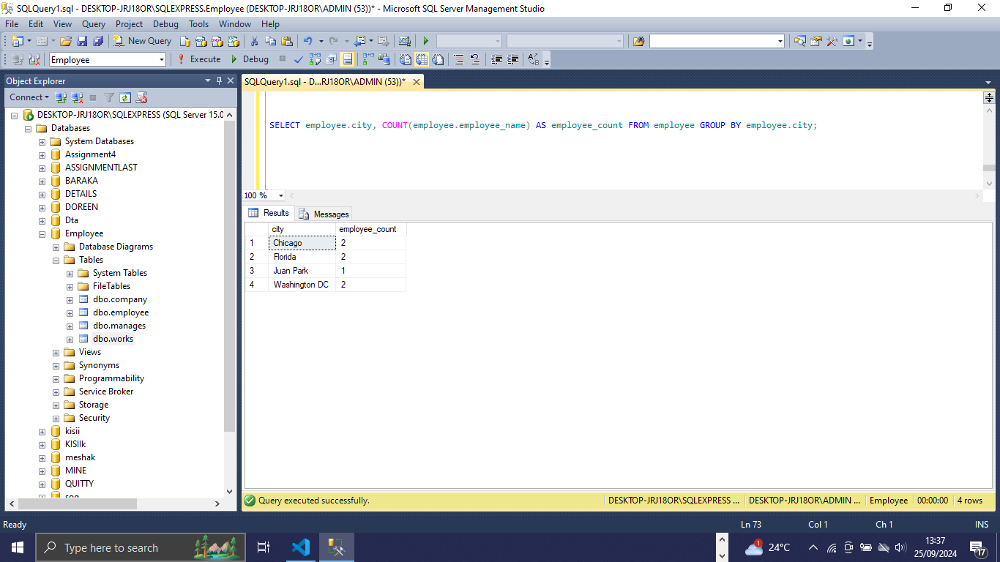 SQLQuery1.sql - DESKTOP-JRJ18OR\SQLEXPRESS.Employee (DESKTOP-JRJ18OR\ADMIN (53))* - Microsoft SQL Server Management Studio
File Edit View Query Project Debug Tools Window Help
New Query
Employee Execute Debug
Object Explorer
Connect
DESKTOP-JRJ18OR\SQLEXPRESS (SQL Server 15.0
Databases
System Databases
Assignment4
ASSIGNMENTLAST
BARAKA
DETAILS
DOREEN
Dta
Employee
Database Diagrams
Tables
System Tables
FileTables
dbo.company
dbo.employee
dbo.manages
dbo.works
Views
Synonyms
Programmability
Service Broker
Storage
Security
kisii
KISIIk
meshak
MINE
QUITTY
SQLQuery1.sql - D...RJ18OR\ADMIN (53))*
SELECT employee.city, COUNT(employee.employee_name) AS employee_count FROM employee GROUP BY employee.city;
100 %
Results Messages
city employee_count
1 Chicago 2
2 Florida 2
3 Juan Park 1
4 Washington DC 2
Query executed successfully. DESKTOP-JRJ18OR\SQLEXPRESS ... DESKTOP-JRJ18OR\ADMIN ... Employee 00:00:00 4 rows
Ready Ln 73 Col 1 Ch 1 INS
Type here to search 1 24°C 13:37
25/09/2024 17